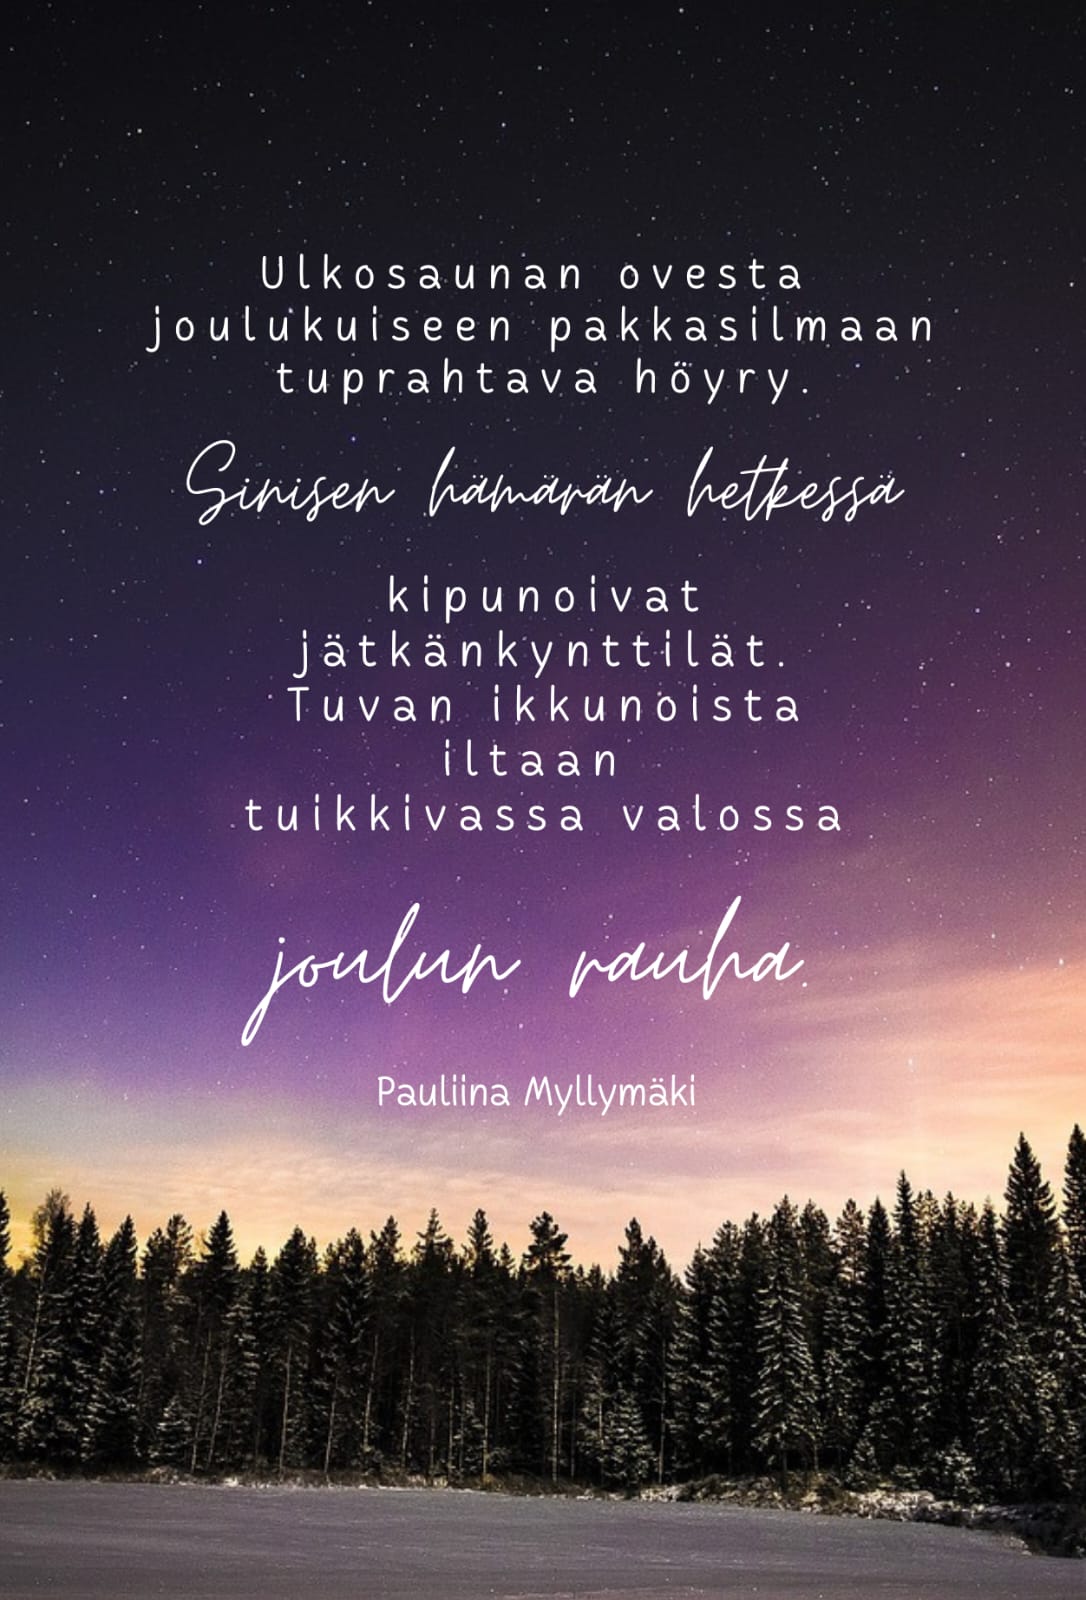 Ulkosaunan ovesta
joulukuiseen pakkasilmaan
tuprahtava höyry.
Sinisen hämärän hetkessä
kipunoivat
jätkänkynttilät.
Tuvan ikkunoista
iltaan
tuikkivassa valossa
joulun rauha.
Pauliina Myllymäki